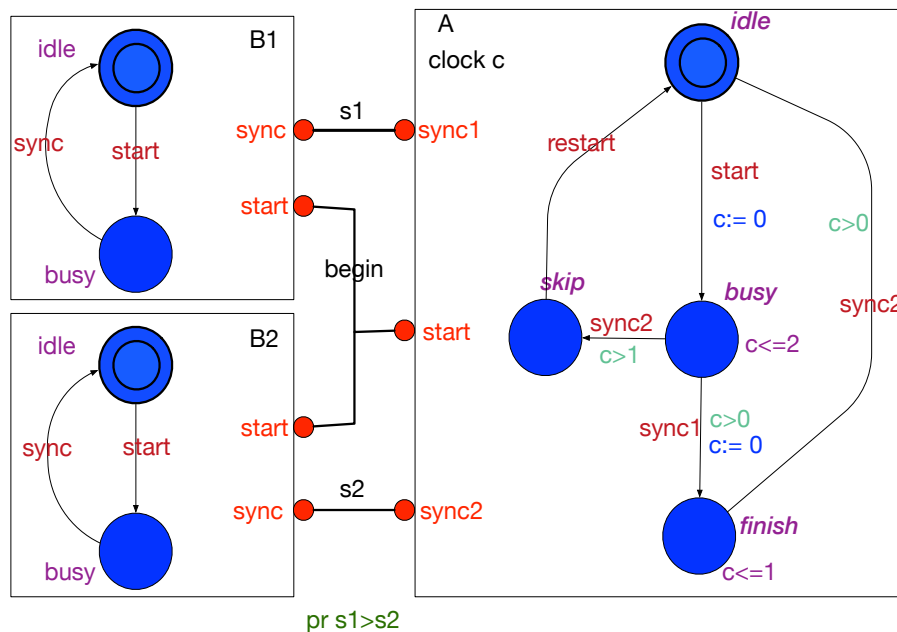 B1
idle
sync
start
busy
sync
start
s1
begin
B2
idle
sync
start
busy
start
sync
s2
A
clock c
sync1
start
sync2
idle
restart
start
c:= 0
c>0
sync2
skip
busy
sync2
c>1
c<=2
sync1
c>0
c:= 0
finish
c<=1
pr s1>s2